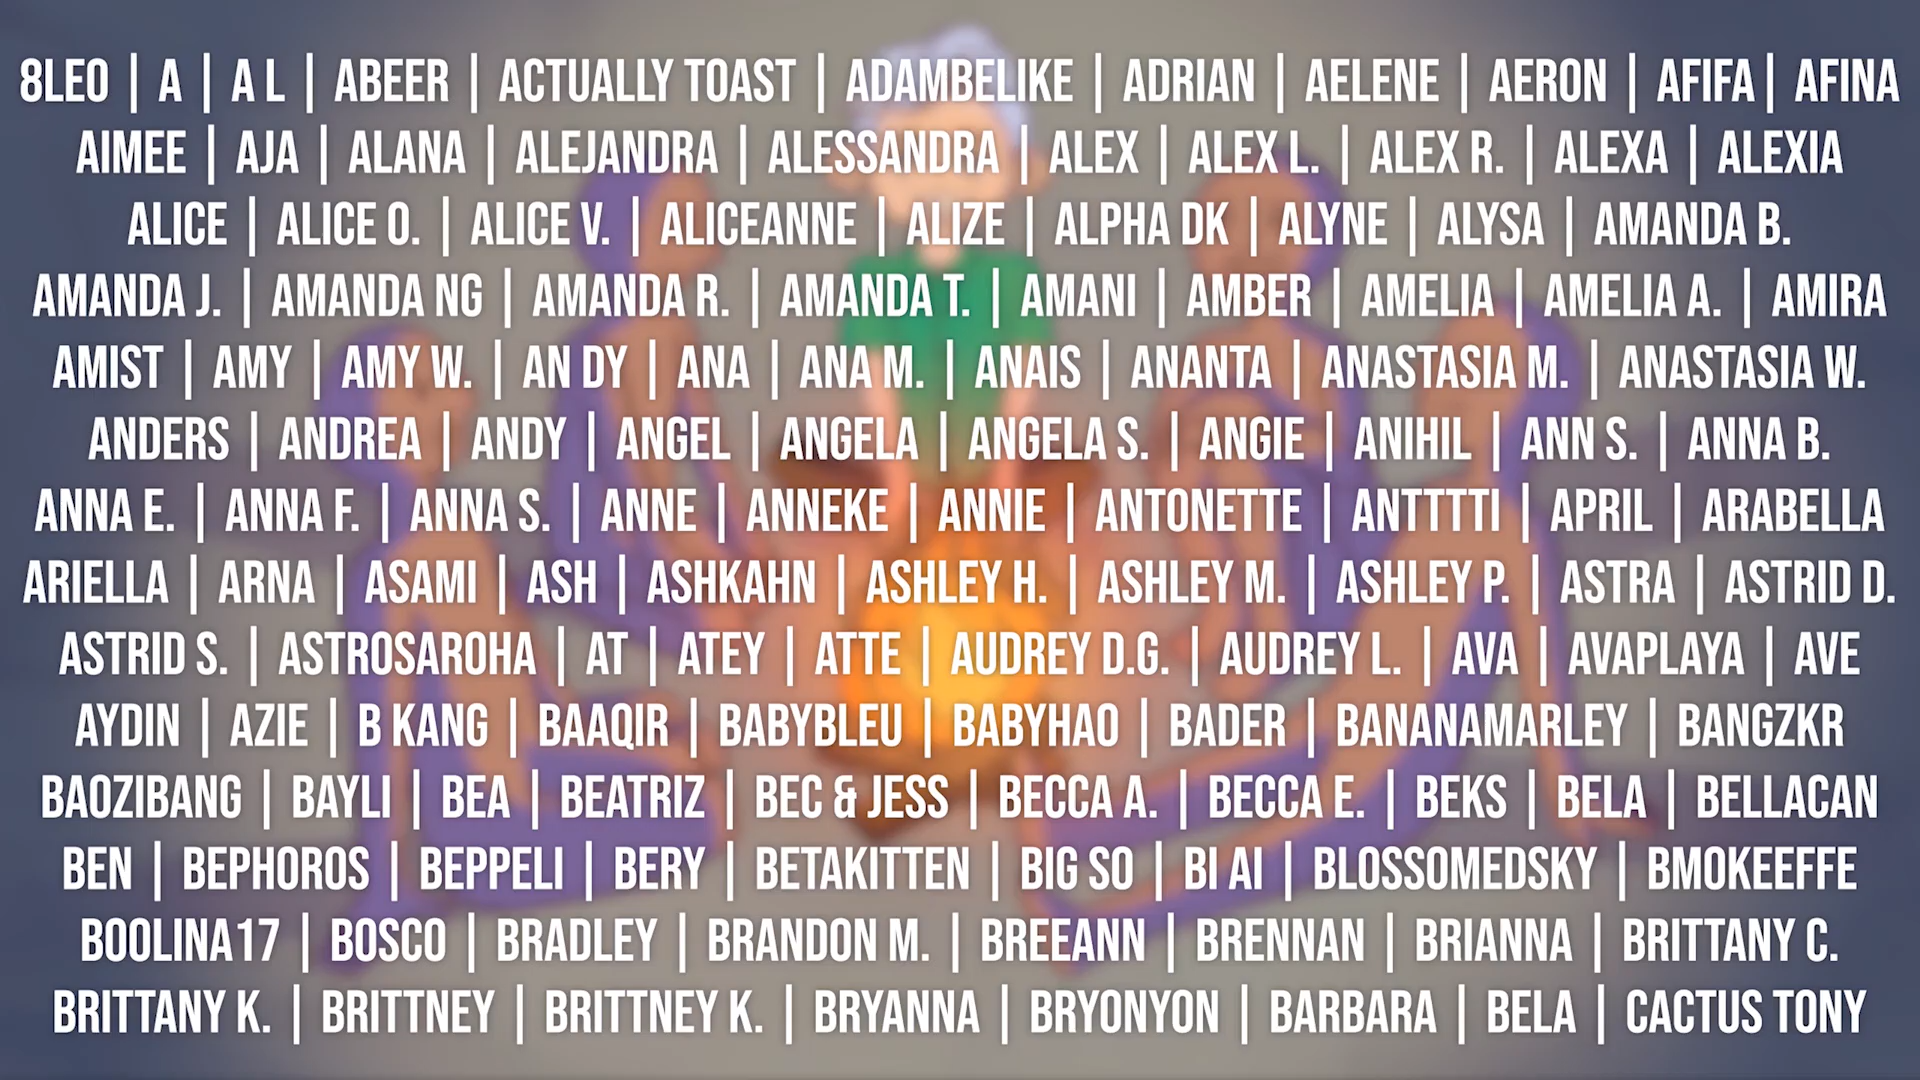 8LEO | A | A L | ABEER | ACTUALLY TOAST | ADAMBELIKE | ADRIAN | AELENE | AERON | AFIFA | AFINA
AIMEE | AJA | ALANA | ALEJANDRA | ALESSANDRA | ALEX | ALEX L. | ALEX R. | ALEXA | ALEXIA
ALICE | ALICE O. | ALICE V. | ALICEANNE | ALIZE | ALPHA DK | ALYNE | ALYSA | AMANDA B.
AMANDA J. | AMANDA NG | AMANDA R. | AMANDA T. | AMANI | AMBER | AMELIA | AMELIA A. | AMIRA
AMIST | AMY | AMY W. | AN DY | ANA | ANA M. | ANAIS | ANANTA | ANASTASIA M. | ANASTASIA W.
ANDERS | ANDREA | ANDY | ANGEL | ANGELA | ANGELA S. | ANGIE | ANIHIL | ANN S. | ANNA B.
ANNA E. | ANNA F. | ANNA S. | ANNE | ANNEKE | ANNIE | ANTONETTE | ANTTTTI | APRIL | ARABELLA
ARIELLA | ARNA | ASAMI | ASH | ASHKAHN | ASHLEY H. | ASHLEY M. | ASHLEY P. | ASTRA | ASTRID D.
ASTRID S. | ASTROSAROHA | AT | ATEY | ATTE | AUDREY D.G. | AUDREY L. | AVA | AVAPLAYA | AVE
AYDIN | AZIE | B KANG | BAAQIR | BABYBLEU | BABYHAO | BADER | BANANAMARLEY | BANGZKR
BAOZIBANG | BAYLI | BEA | BEATRIZ | BEC & JESS | BECCA A. | BECCA E. | BEKS | BELA | BELLACAN
BEN | BEPHOROS | BEPPELI | BERY | BETAKITTEN | BIG SO | BI AI | BLOSSOMEDSKY | BMOKEEFFE
BOOLINA17 | BOSCO | BRADLEY | BRANDON M. | BREEANN | BRENNAN | BRIANNA | BRITTANY C.
BRITTANY K. | BRITTNEY | BRITTNEY K. | BRYANNA | BRYONYON | BARBARA | BELA | CACTUS TONY